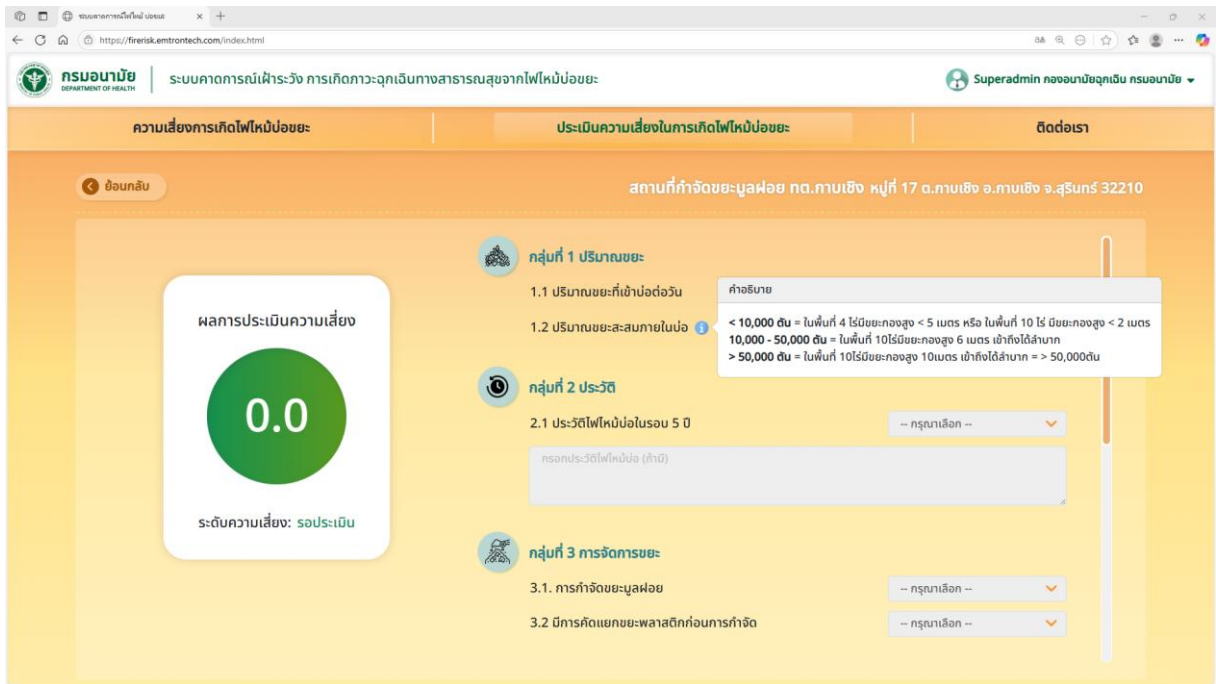 ระบบคาดการณ์ไฟไหม้ บ่อขยะ
https://firerisk.emtrontech.com/index.html
กรมอนามัย
DEPARTMENT OF HEALTH
ระบบคาดการณ์เฝ้าระวัง การเกิดภาวะฉุกเฉินทางสาธารณสุขจากไฟไหม้บ่อขยะ
Superadmin กองอนามัยฉุกเฉิน กรมอนามัย
ความเสี่ยงการเกิดไฟไหม้บ่อขยะ
ประเมินความเสี่ยงในการเกิดไฟไหม้บ่อขยะ
ติดต่อเรา
ย้อนกลับ
สถานที่กำจัดขยะมูลฝอย ทต.กาบเชิง หมู่ที่ 17 ต.กาบเชิง อ.กาบเชิง จ.สุรินทร์ 32210
ผลการประเมินความเสี่ยง
0.0
ระดับความเสี่ยง: รอประเมิน
กลุ่มที่ 1 ปริมาณขยะ
1.1 ปริมาณขยะที่เข้าบ่อต่อวัน
1.2 ปริมาณขยะสะสมภายในบ่อ
คำอธิบาย
< 10,000 ตัน = ในพื้นที่ 4 ไร่มีขยะกองสูง < 5 เมตร หรือ ในพื้นที่ 10 ไร่ มีขยะกองสูง < 2 เมตร
10,000 - 50,000 ตัน = ในพื้นที่ 10ไร่มีขยะกองสูง 6 เมตร เข้าถึงได้ลำบาก
> 50,000 ตัน = ในพื้นที่ 10ไร่มีขยะกองสูง 10เมตร เข้าถึงได้ลำบาก = > 50,000ตัน
กลุ่มที่ 2 ประวัติ
2.1 ประวัติไฟไหม้บ่อในรอบ 5 ปี
-- กรุณาเลือก --
กรอกประวัติไฟไหม้บ่อ (ถ้ามี)
กลุ่มที่ 3 การจัดการขยะ
3.1. การกำจัดขยะมูลฝอย
-- กรุณาเลือก --
3.2 มีการคัดแยกขยะพลาสติกก่อนการกำจัด
-- กรุณาเลือก --